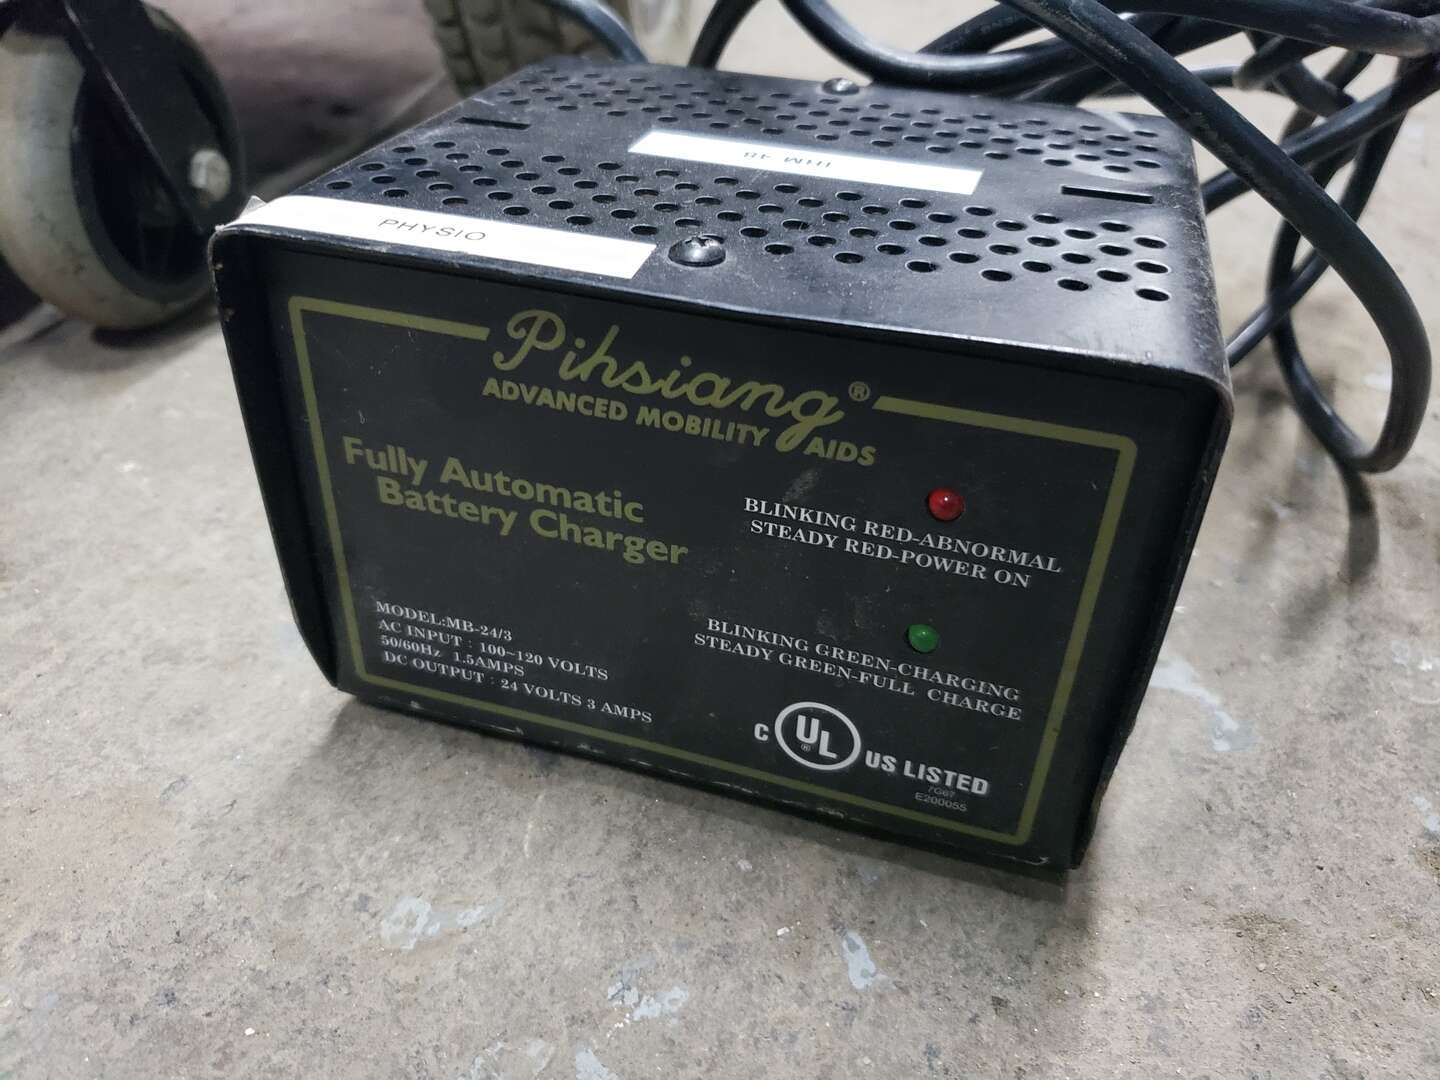 PHYSIO
Pihsiang®
ADVANCED MOBILITY AIDS
Fully Automatic
Battery Charger
BLINKING RED-ABNORMAL
STEADY RED-POWER ON
MODEL:MB-24/3
AC INPUT : 100~120 VOLTS
50/60Hz 1.5AMPS
DC OUTPUT : 24 VOLTS 3 AMPS
BLINKING GREEN-CHARGING
STEADY GREEN-FULL CHARGE
C UL® US LISTED
7G67
E200055